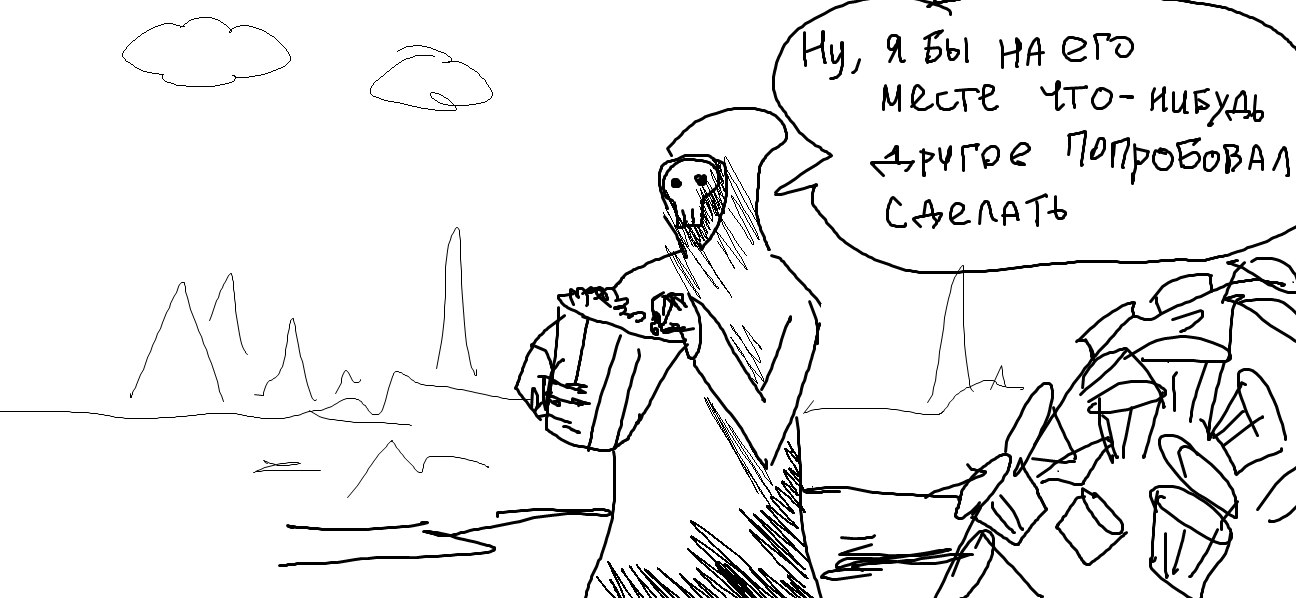 Ну, я бы на его
месте что-нибудь
другое попробовал
сделать